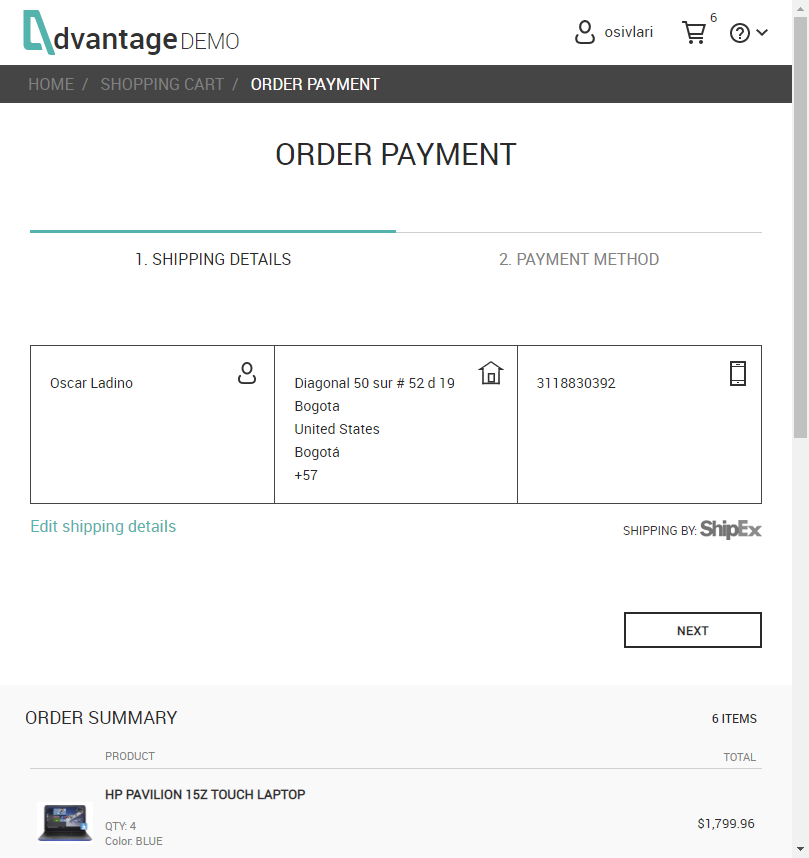 dvantage DEMO
osivlari
6
?
HOME / SHOPPING CART / ORDER PAYMENT
ORDER PAYMENT
1. SHIPPING DETAILS
2. PAYMENT METHOD
Oscar Ladino
Diagonal 50 sur # 52 d 19
Bogota
United States
Bogotá
+57
3118830392
Edit shipping details
SHIPPING BY: ShipEx
NEXT
ORDER SUMMARY
6 ITEMS
PRODUCT
TOTAL
HP PAVILION 15Z TOUCH LAPTOP
QTY: 4
Color: BLUE
$1,799.96